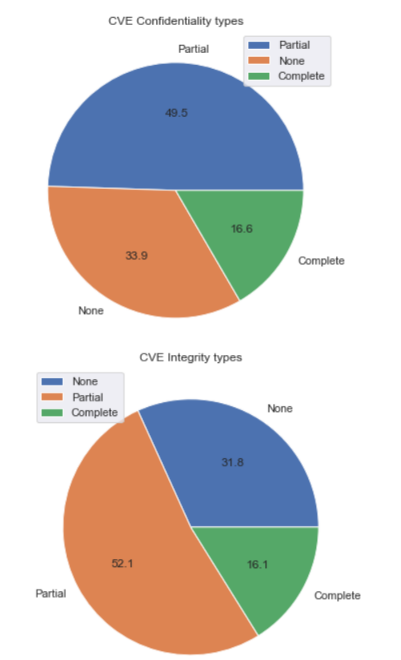 CVE Confidentiality types
Partial
Partial
None
Complete
49.5
16.6
33.9
Complete
None
CVE Integrity types
None
Partial
Complete
None
31.8
52.1
16.1
Partial
Complete